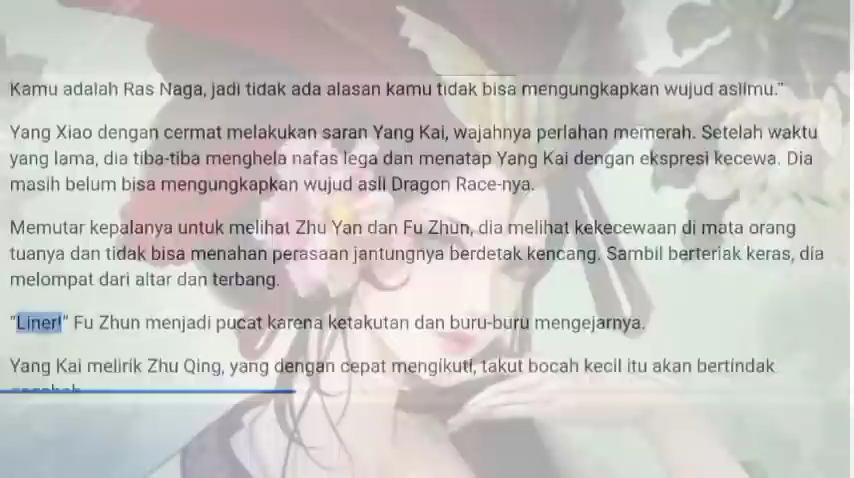 Kamu adalah Ras Naga, jadi tidak ada alasan kamu tidak bisa mengungkapkan wujud aslimu."
Yang Xiao dengan cermat melakukan saran Yang Kai, wajahnya perlahan memerah. Setelah waktu
yang lama, dia tiba-tiba menghela nafas lega dan menatap Yang Kai dengan ekspresi kecewa. Dia
masih belum bisa mengungkapkan wujud asli Dragon Race-nya.
Memutar kepalanya untuk melihat Zhu Yan dan Fu Zhun, dia melihat kekecewaan di mata orang
tuanya dan tidak bisa menahan perasaan jantungnya berdetak kencang. Sambil berteriak keras, dia
melompat dari altar dan terbang.
"Liner!" Fu Zhun menjadi pucat karena ketakutan dan buru-buru mengejarnya.
Yang Kai melirik Zhu Qing, yang dengan cepat mengikuti, takut bocah kecil itu akan bertindak